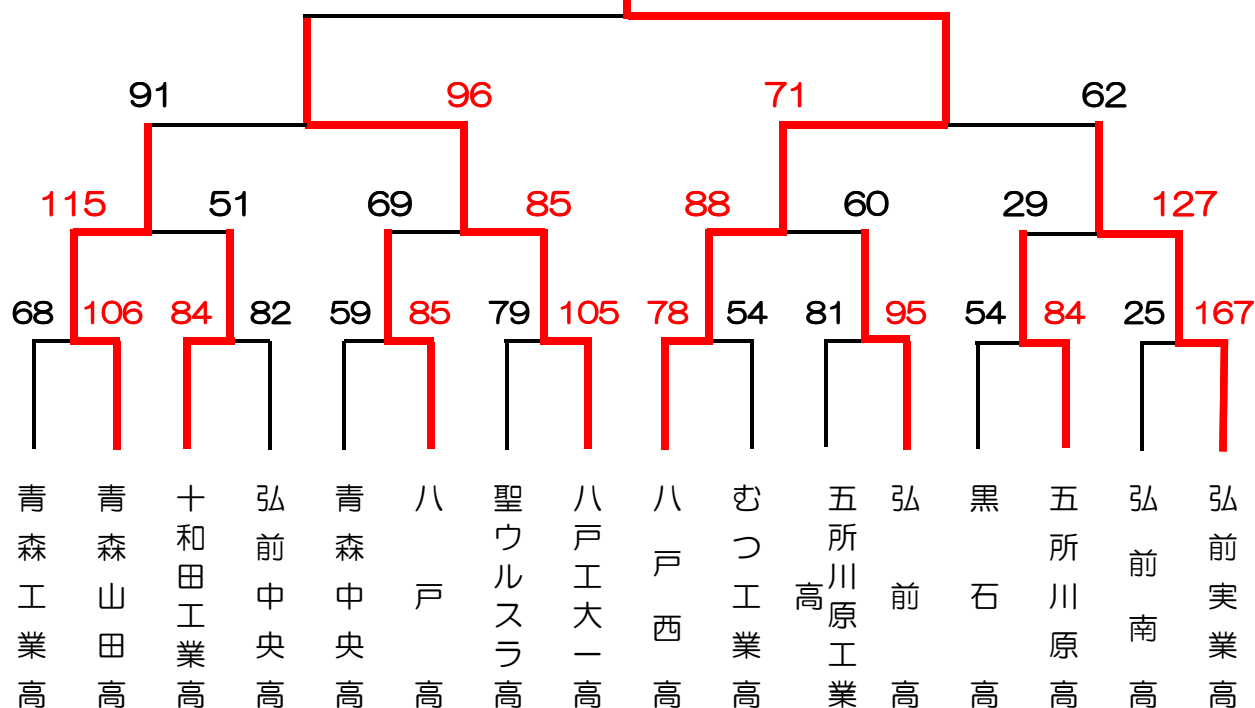 91 96 71 62
115 51 69 85 88 60 29 127
68 106 84 82 59 85 79 105 78 54 81 95 54 84 25 167
青森工業高
青森山田高
十和田工業高
弘前中央高
青森中央高
八戸高
聖ウルスラ高
八戸工大一高
八戸西高
むつ工業高
五所川原工業高
弘前高
黒石高
五所川原高
弘前南高
弘前実業高